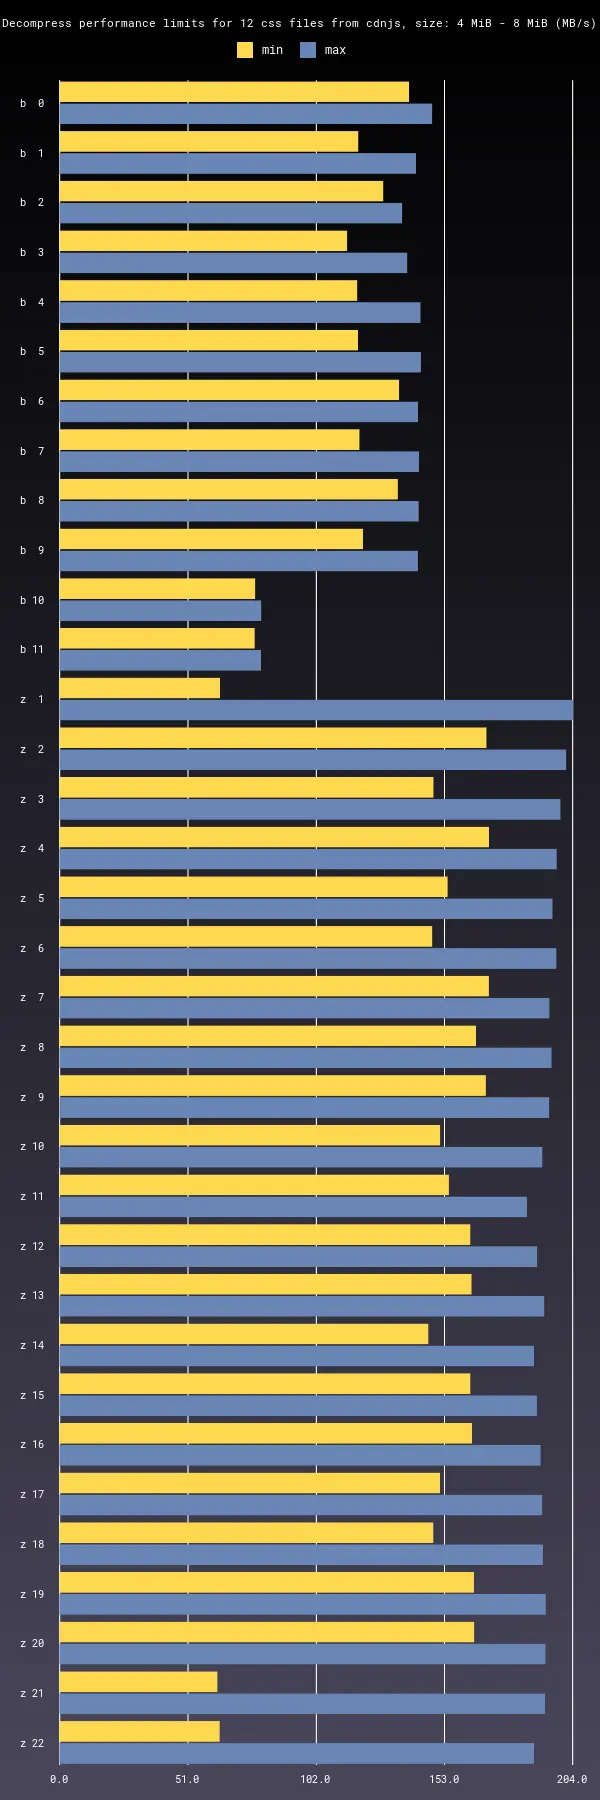 Decompress performance limits for 12 css files from cdnjs, size: 4 MiB - 8 MiB (MB/s)
min max
b 0
b 1
b 2
b 3
b 4
b 5
b 6
b 7
b 8
b 9
b 10
b 11
z 1
z 2
z 3
z 4
z 5
z 6
z 7
z 8
z 9
z 10
z 11
z 12
z 13
z 14
z 15
z 16
z 17
z 18
z 19
z 20
z 21
z 22
0.0 51.0 102.0 153.0 204.0